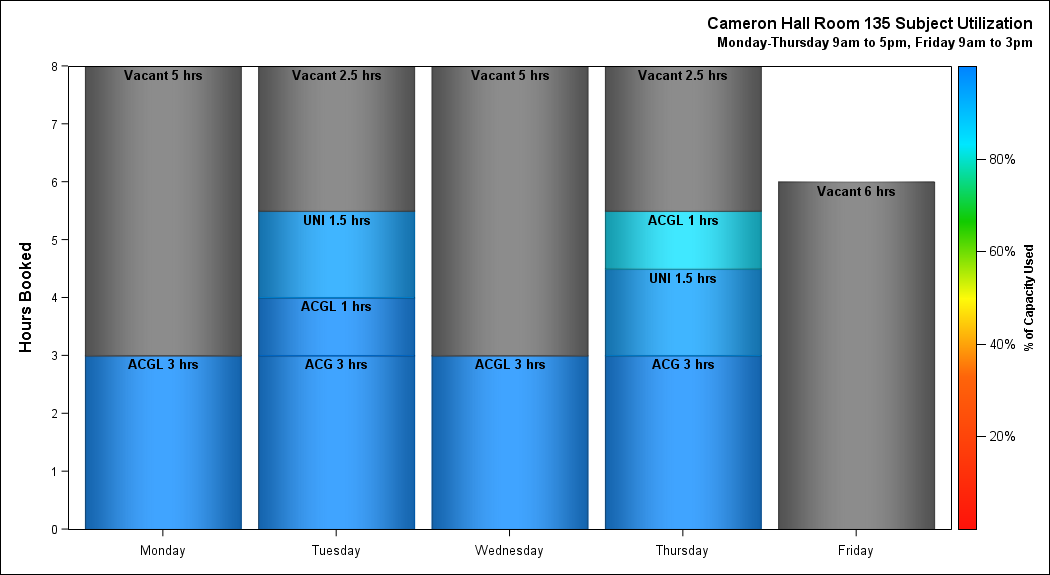 Cameron Hall Room 135 Subject Utilization
Monday-Thursday 9am to 5pm, Friday 9am to 3pm
Hours Booked
8
7
6
5
4
3
2
1
0
Vacant 5 hrs
ACGL 3 hrs
Vacant 2.5 hrs
UNI 1.5 hrs
ACGL 1 hrs
ACG 3 hrs
Vacant 5 hrs
ACGL 3 hrs
Vacant 2.5 hrs
ACGL 1 hrs
UNI 1.5 hrs
ACG 3 hrs
Vacant 6 hrs
Monday
Tuesday
Wednesday
Thursday
Friday
80%
60%
40%
20%
% of Capacity Used